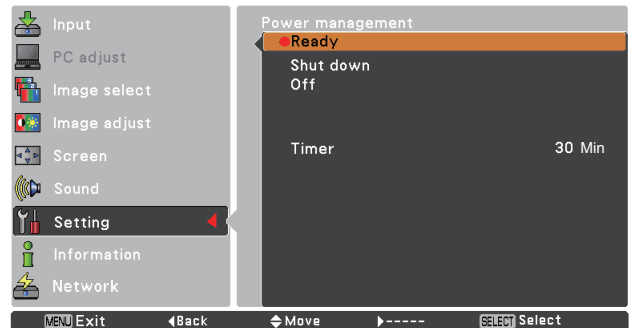 Input
PC adjust
Image select
Image adjust
Screen
Sound
Setting
Information
Network
Power management
Ready
Shut down
Off
Timer 30 Min
MENU Exit Back Move ----- SELECT Select